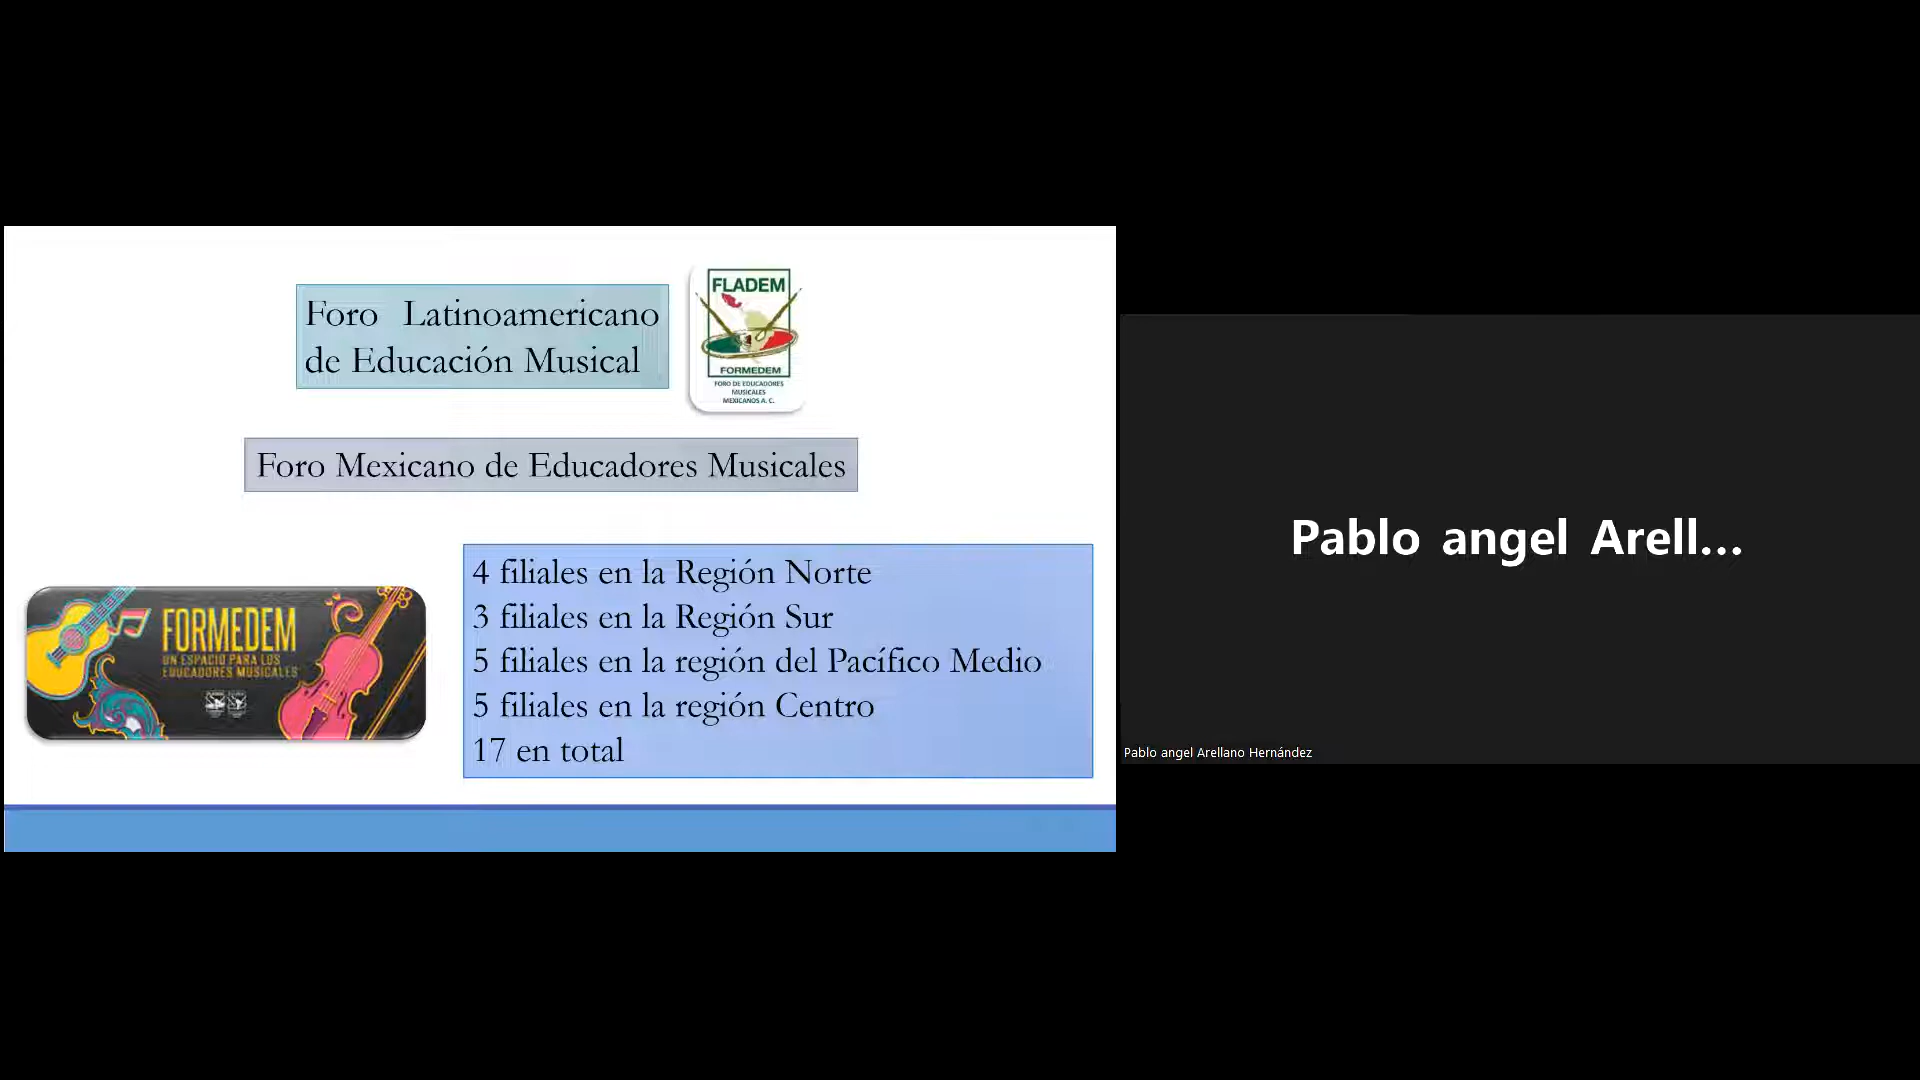 Foro Latinoamericano
de Educación Musical
FLADEM
FORMEDEM
FORO DE EDUCADORES
MUSICALES
MEXICANOS A. C.
Foro Mexicano de Educadores Musicales
FORMEDEM
UN ESPACIO PARA LOS
EDUCADORES MUSICALES
4 filiales en la Región Norte
3 filiales en la Región Sur
5 filiales en la región del Pacífico Medio
5 filiales en la región Centro
17 en total
Pablo angel Arell...
Pablo angel Arellano Hernández